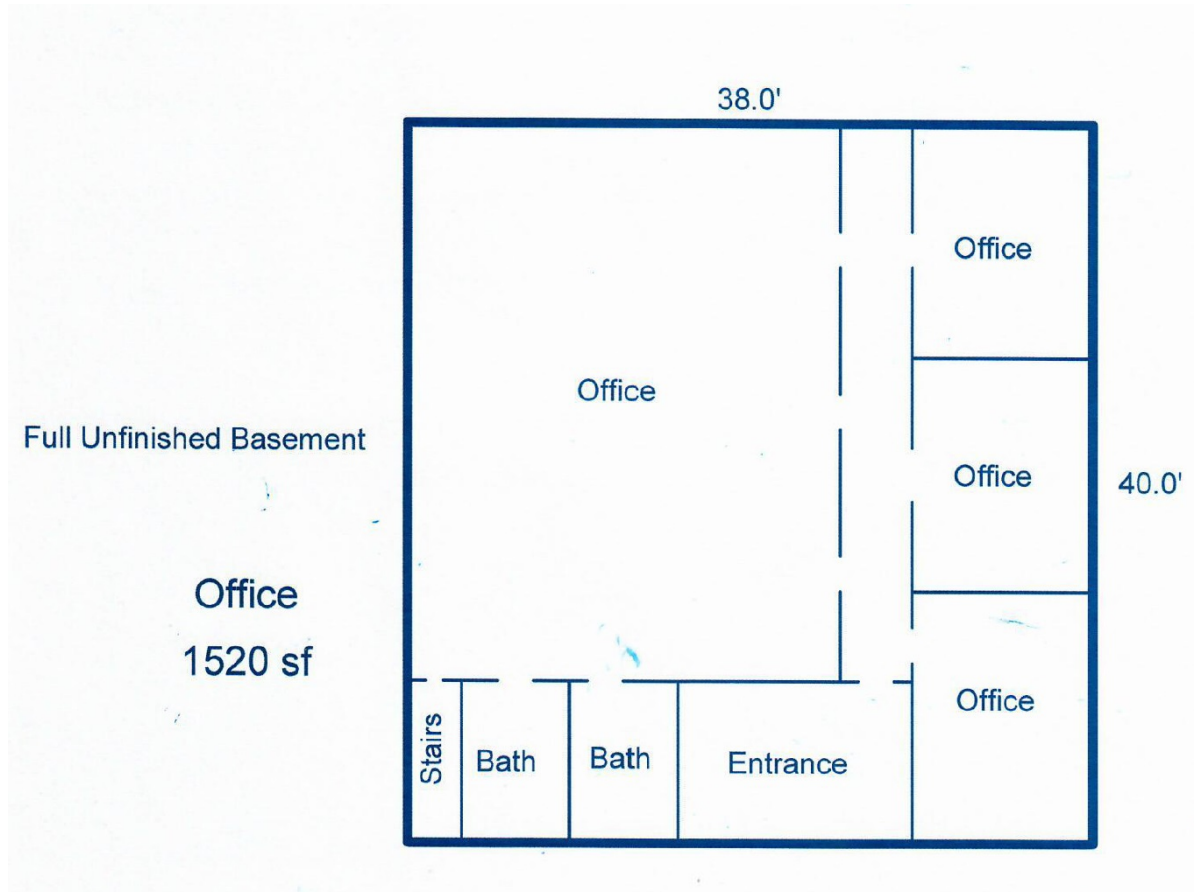 38.0'
Office
Office
Full Unfinished Basement
Office
40.0'
Office
1520 sf
Office
Stairs
Bath
Bath
Entrance